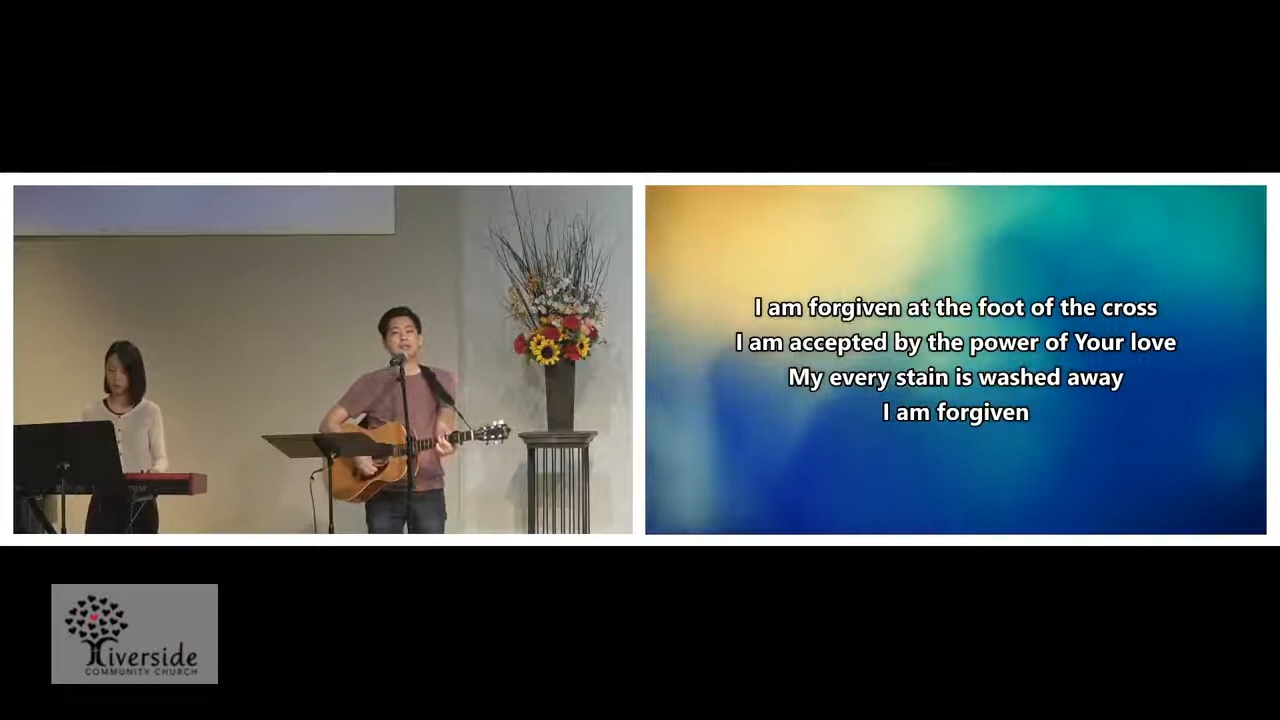 I am forgiven at the foot of the cross
I am accepted by the power of Your love
My every stain is washed away
I am forgiven
Riverside
COMMUNITY CHURCH